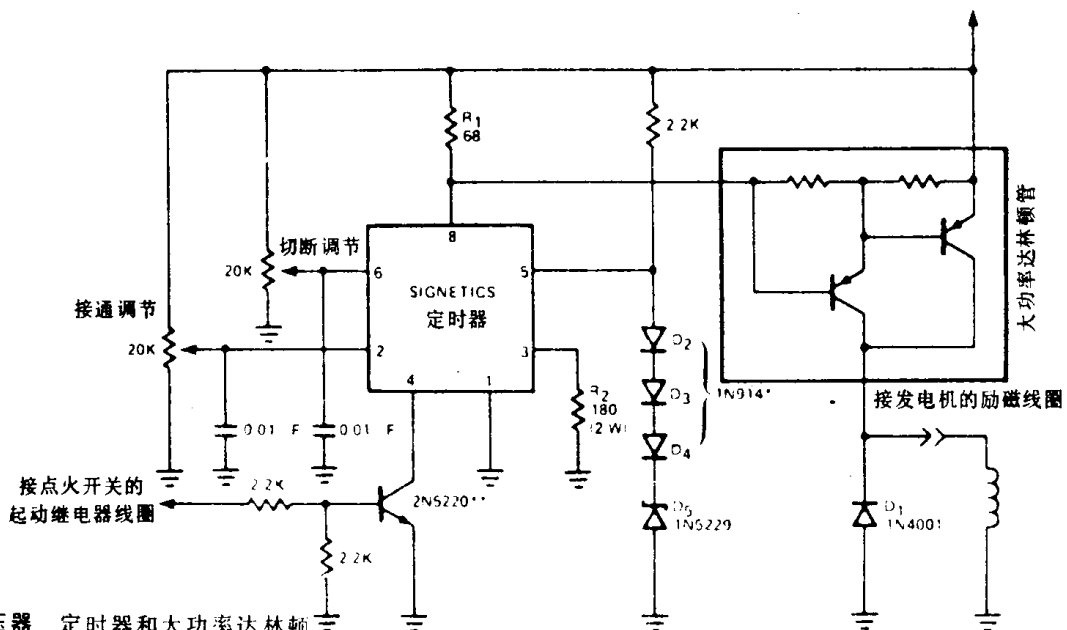 R1
68
2.2K
大功率达林顿管
切断调节
8
20K
6
5
SIGNETICS
定时器
接通调节
20K
2
3
D2
4
1
R2
180
(2 W)
D3
1N914*
接发电机的励磁线圈
0.01 F
0.01 F
D4
接点火开关的
起动继电器线圈
2.2K
2N5220**
D5
1N5229
D1
1N4001
2.2K
压器 定时器和大功率达林顿